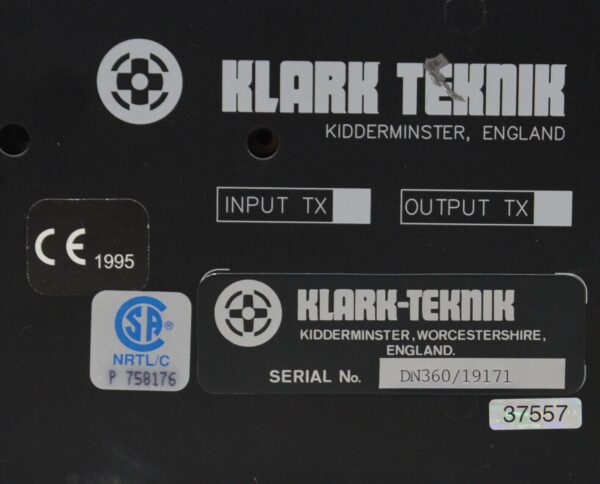 KLARK TEKNIK
KIDDERMINSTER, ENGLAND
INPUT TX
OUTPUT TX
CE 1995
SA ®
NRTL/C
P 758176
KLARK-TEKNIK
KIDDERMINSTER, WORCESTERSHIRE,
ENGLAND.
SERIAL No. DN360/19171
37557